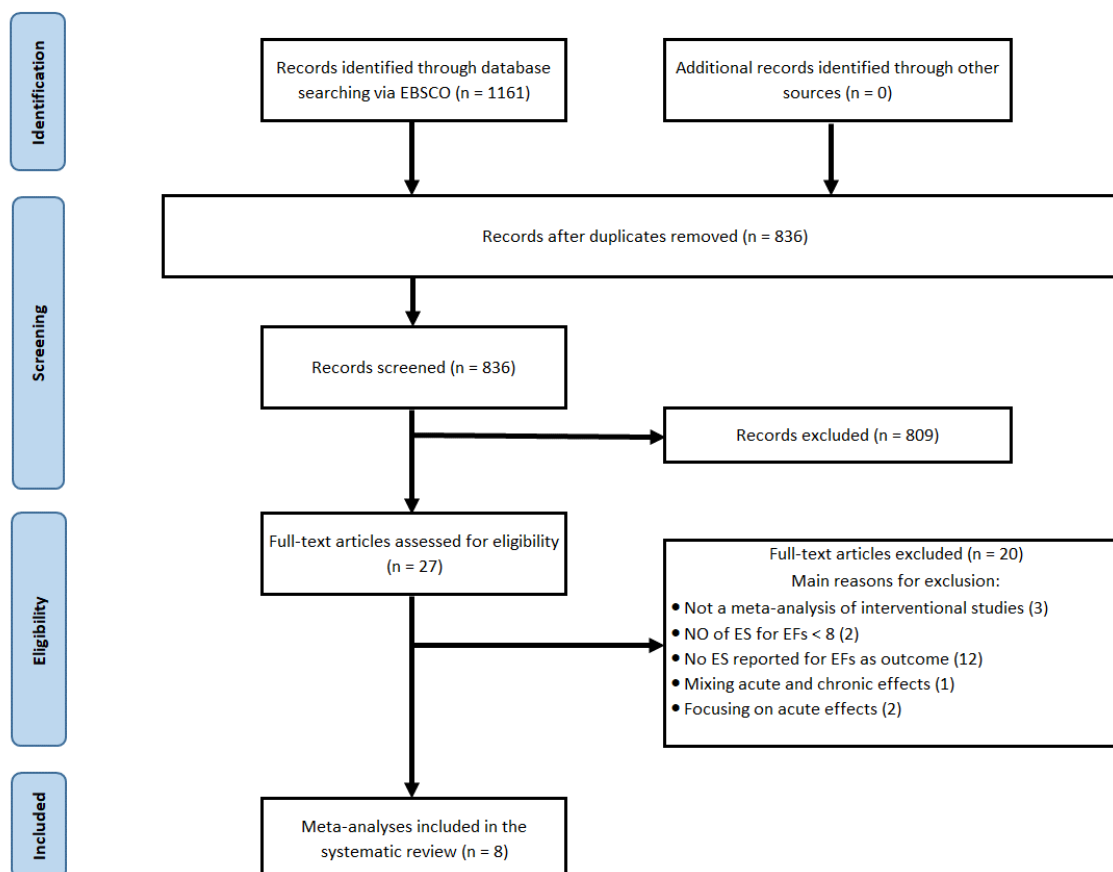 Identification
Records identified through database
searching via EBSCO (n = 1161)
Additional records identified through other
sources (n = 0)
Screening
Records after duplicates removed (n = 836)
Records screened (n = 836)
Records excluded (n = 809)
Eligibility
Full-text articles assessed for eligibility
(n = 27)
Full-text articles excluded (n = 20)
Main reasons for exclusion:
• Not a meta-analysis of interventional studies (3)
• NO of ES for EFs < 8 (2)
• No ES reported for EFs as outcome (12)
• Mixing acute and chronic effects (1)
• Focusing on acute effects (2)
Included
Meta-analyses included in the
systematic review (n = 8)